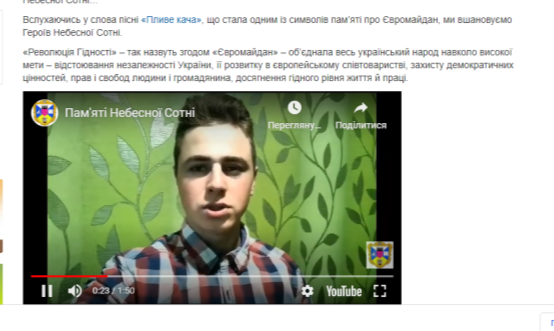 Небесної Сотні...
Вслухаючись у слова пісні «Пливе кача», що стала одним із символів пам'яті про Євромайдан, ми вшановуємо
Героїв Небесної Сотні.
«Революція Гідності» – так назвуть згодом «Євромайдан» – об'єднала весь український народ навколо високої
мети – відстоювання незалежності України, її розвитку в європейському співтоваристві, захисту демократичних
цінностей, прав і свобод людини і громадянина, досягнення гідного рівня життя й праці.
Пам'яті Небесної Сотні
Перегляну... Поділитися
0:23 / 1:50 YouTube